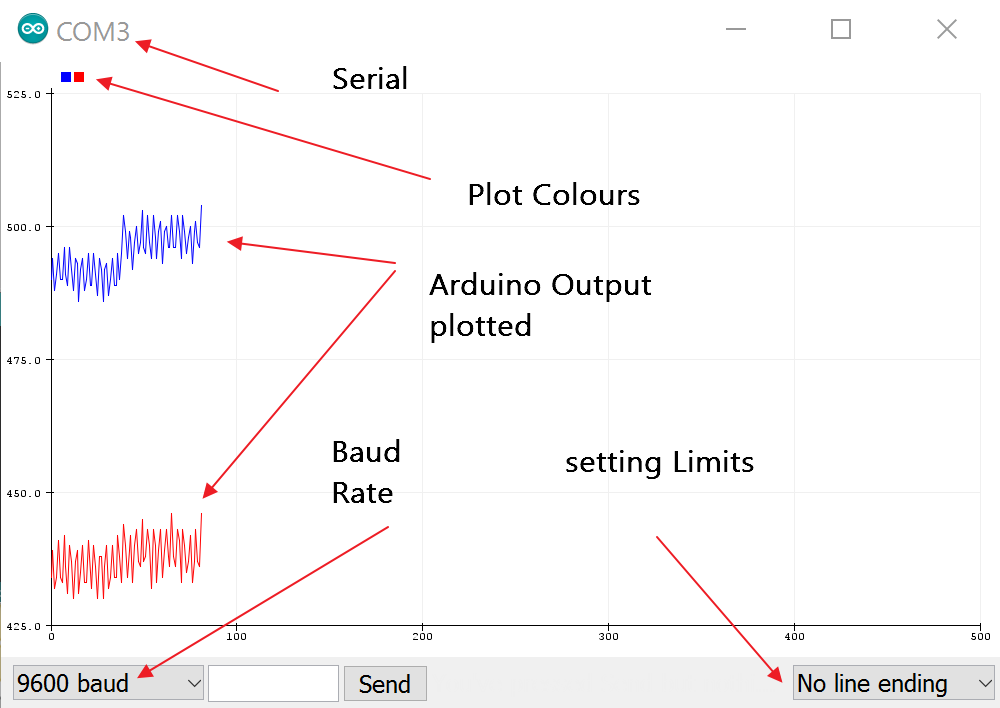 COM3
Serial
525.0
Plot Colours
500.0
Arduino Output
plotted
475.0
Baud
Rate
setting Limits
450.0
425.0
0 100 200 300 400 500
9600 baud Send No line ending